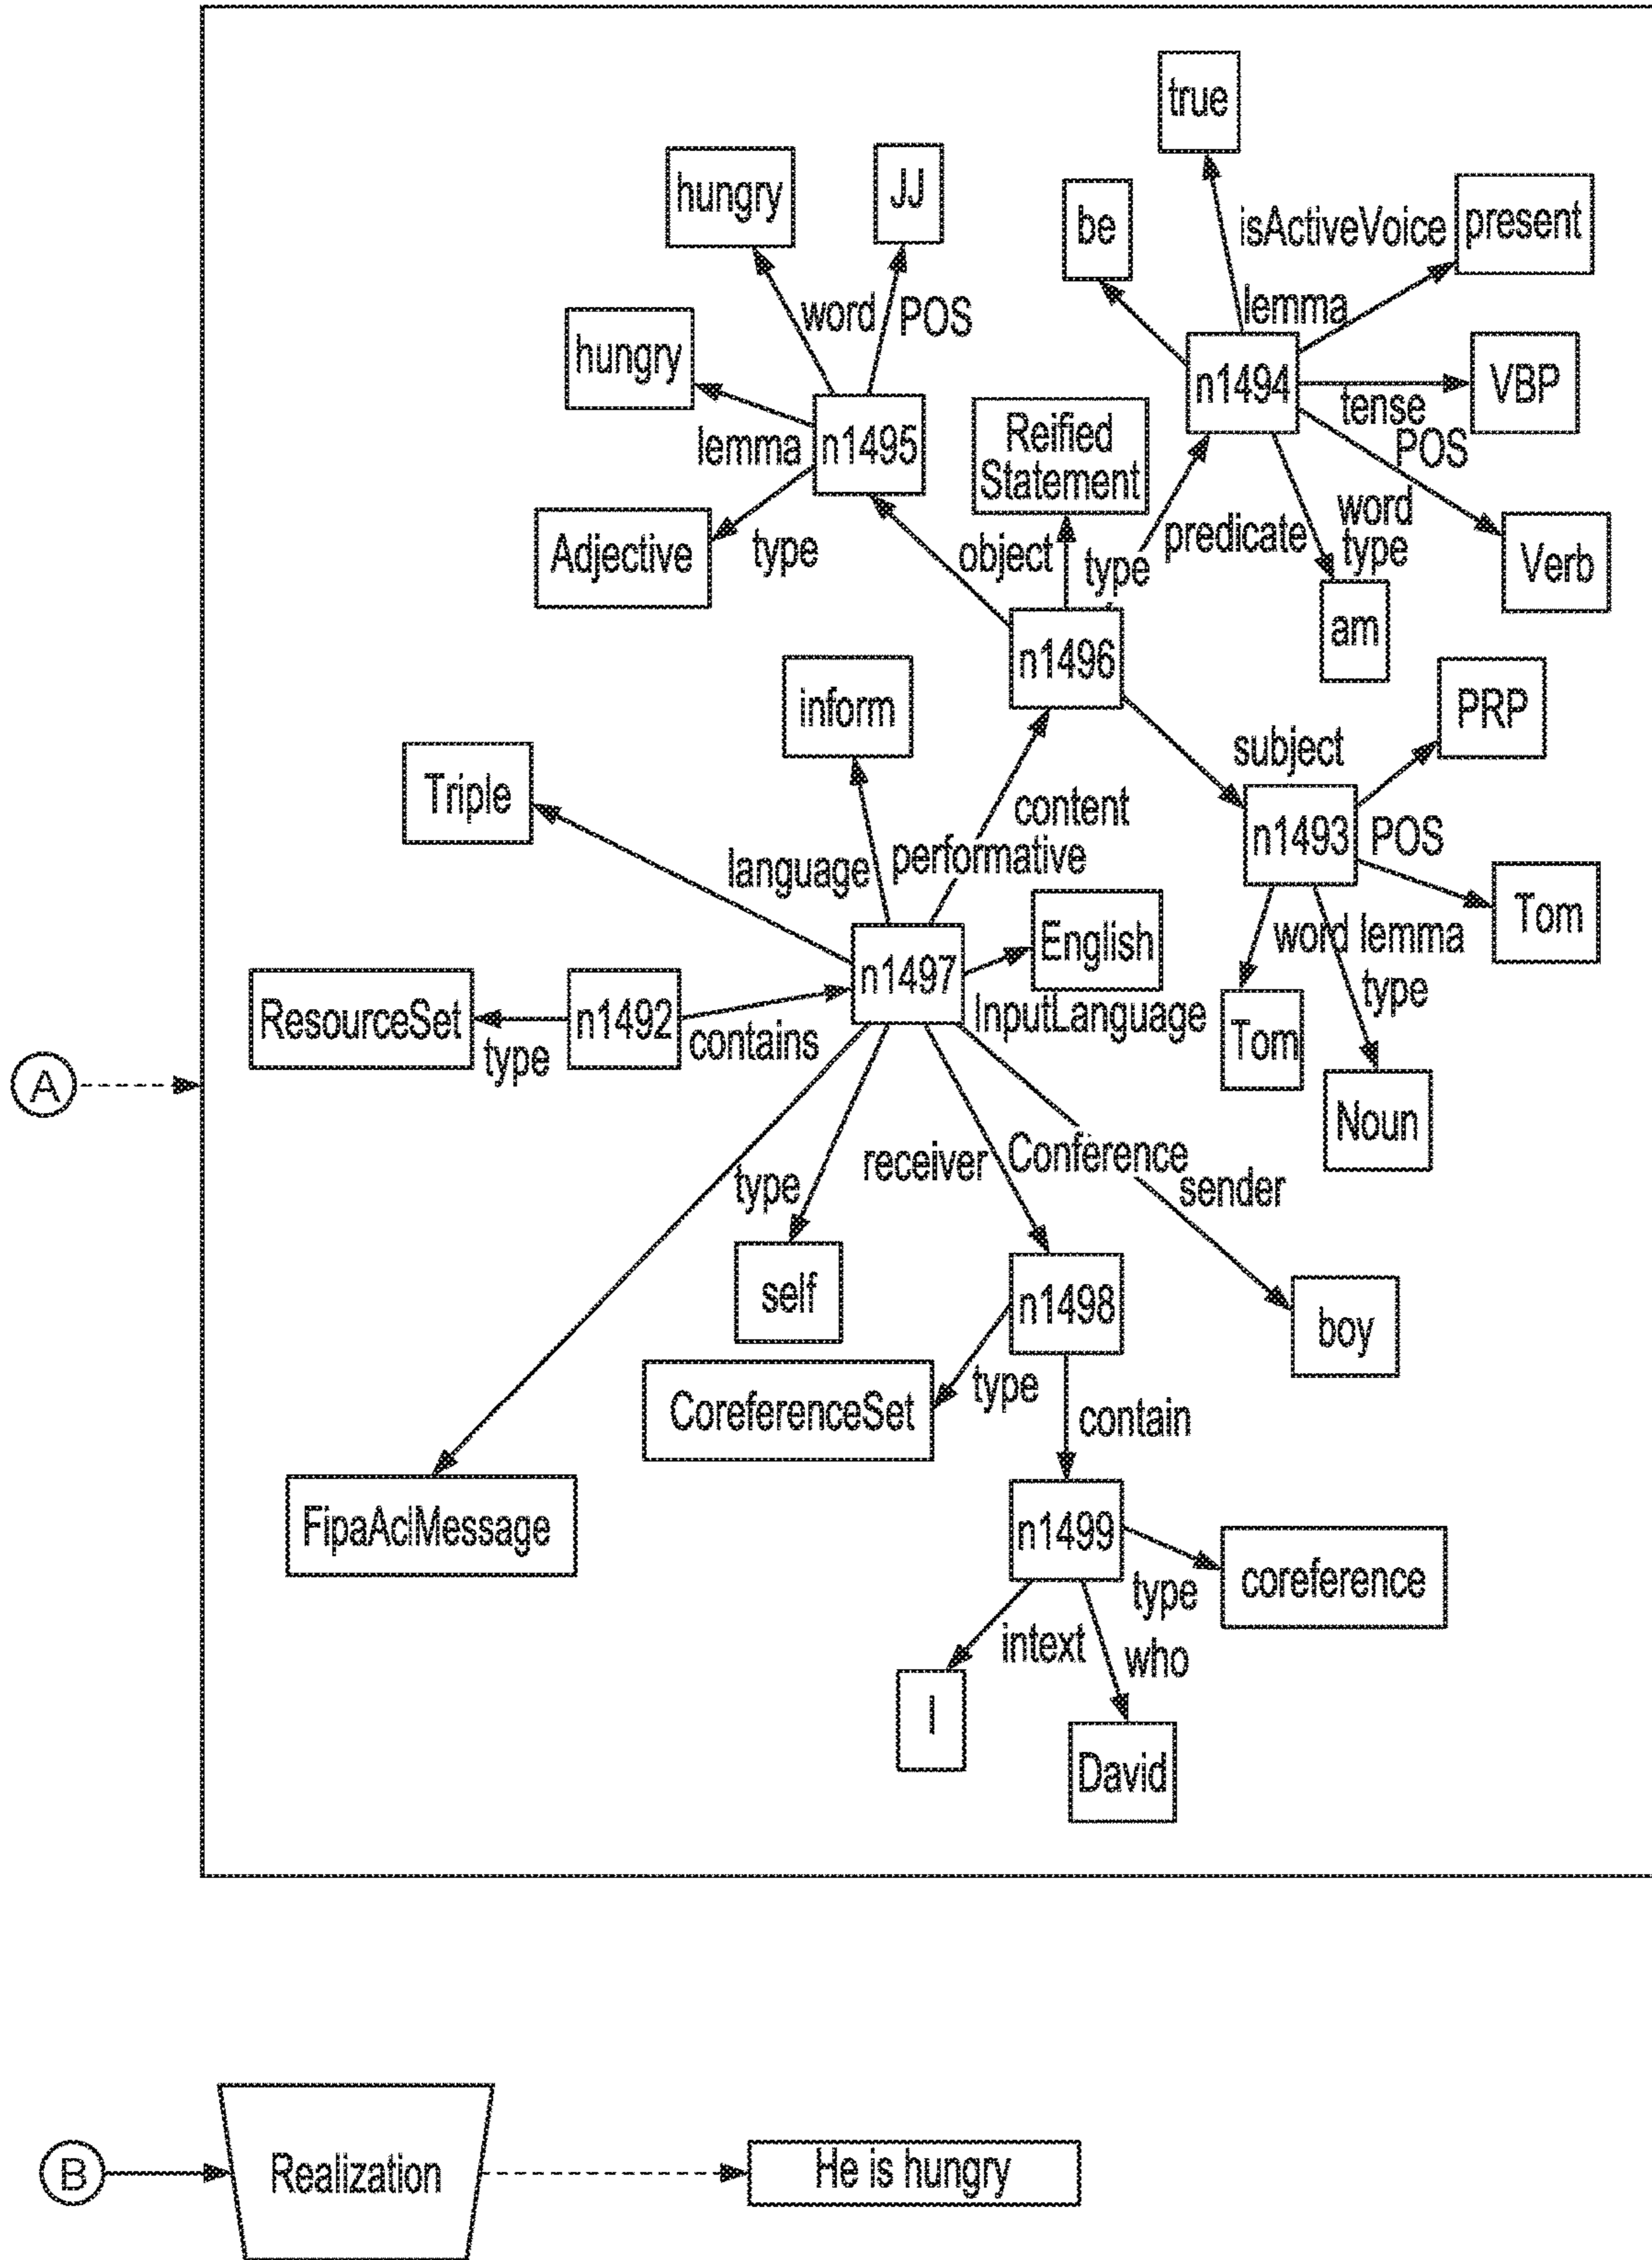 true
hungry
JJ
be
isActiveVoice
present
word
POS
lemma
hungry
n1494
VBP
tense
lemma
n1495
Reified
Statement
POS
Adjective
type
object
type
predicate
word
type
Verb
am
n1496
inform
PRP
Triple
subject
content
performative
language
n1493
POS
Tom
English
word
lemma
n1497
type
ResourceSet
type
n1492
contains
InputLanguage
Tom
A
Noun
type
receiver
Conference
sender
self
n1498
boy
CoreferenceSet
type
contain
FipaAclMessage
n1499
coreference
type
intext
who
I
David
B
Realization
He is hungry